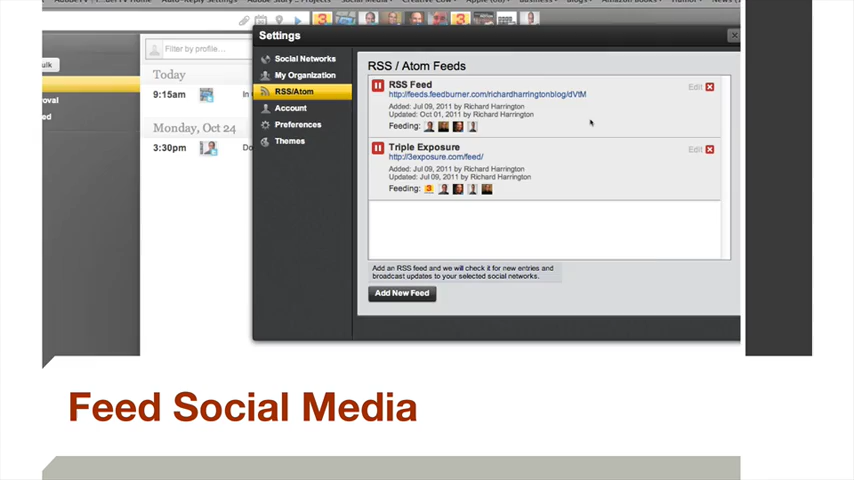 Settings
Filter by profile...
Social Networks
My Organization
RSS/Atom
Account
Preferences
Themes
Today
9:15am
Monday, Oct 24
3:30pm
RSS / Atom Feeds
RSS Feed
Edit
http://feeds.feedburner.com/richardharringtonblog/dVtM
Added: Jul 09, 2011 by Richard Harrington
Updated: Oct 01, 2011 by Richard Harrington
Feeding:
Triple Exposure
Edit
http://3exposure.com/feed/
Added: Jul 09, 2011 by Richard Harrington
Updated: Jul 09, 2011 by Richard Harrington
Feeding:
Add an RSS feed and we will check it for new entries and
broadcast updates to your selected social networks.
Add New Feed
Feed Social Media